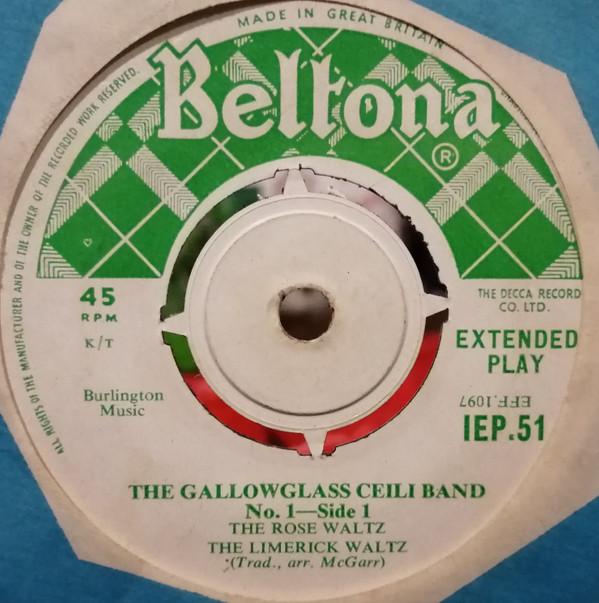 MADE IN GREAT BRITAIN
ALL RIGHTS OF THE MANUFACTURER AND OF THE OWNER OF THE RECORDED WORK RESERVED.
Beltona
®
45
RPM
THE DECCA RECORD
CO. LTD.
K/T
EXTENDED
PLAY
Burlington
Music
EFF.1097
IEP.51
THE GALLOWGLASS CEILI BAND
No. 1—Side 1
THE ROSE WALTZ
THE LIMERICK WALTZ
(Trad., arr. McGarr)